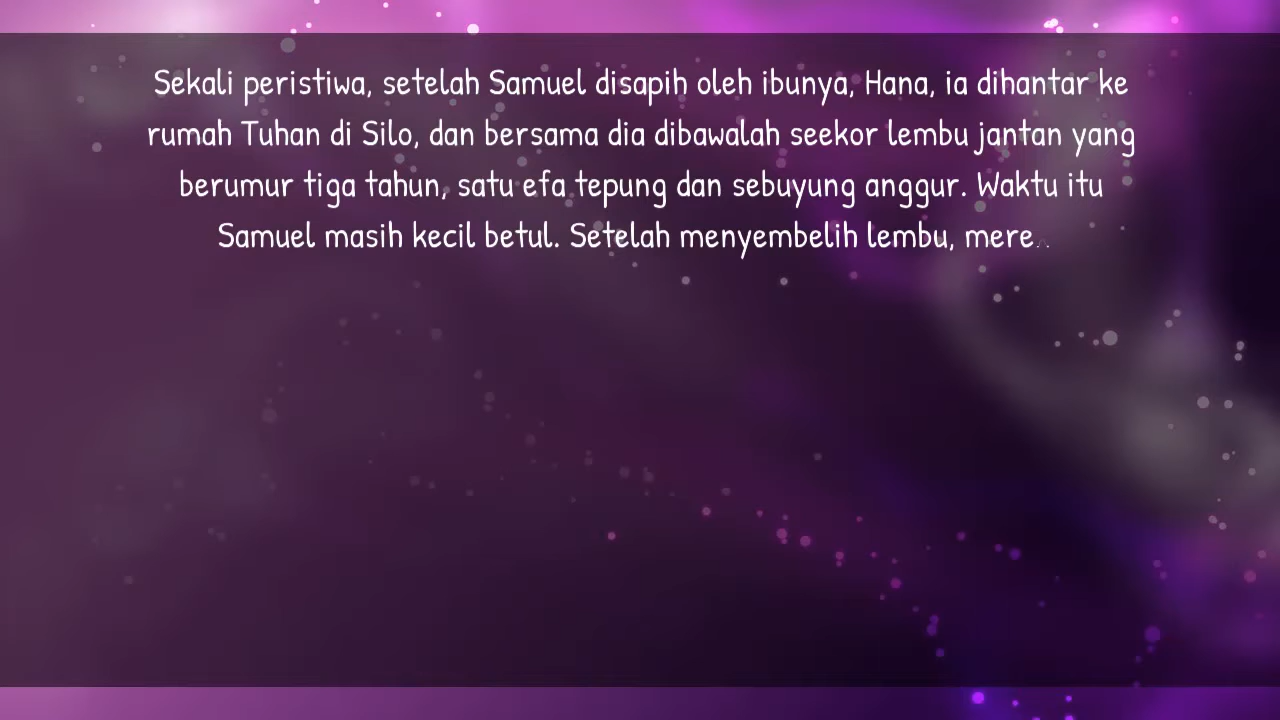 Sekali peristiwa, setelah Samuel disapih oleh ibunya, Hana, ia dihantar ke
rumah Tuhan di Silo, dan bersama dia dibawalah seekor lembu jantan yang
berumur tiga tahun, satu efa tepung dan sebuyung anggur. Waktu itu
Samuel masih kecil betul. Setelah menyembelih lembu, mere